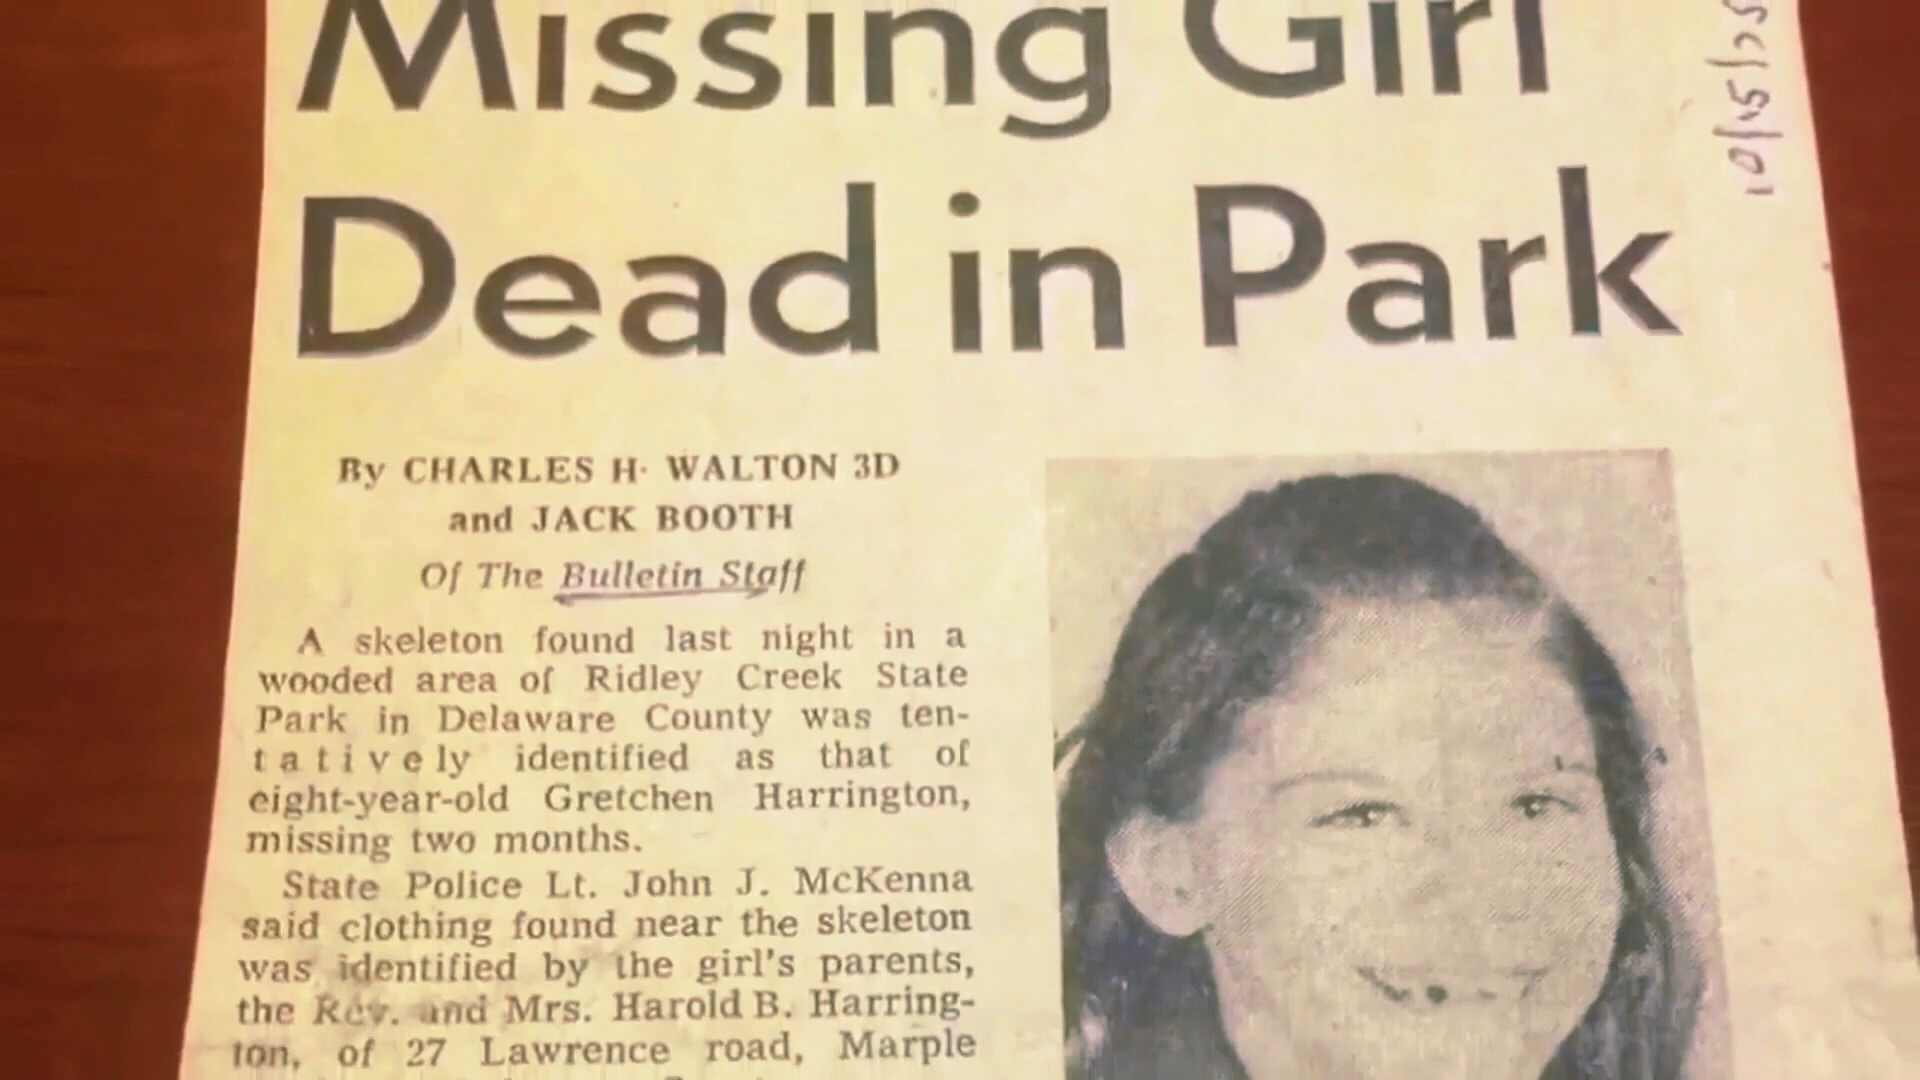 Missing Girl
Dead in Park
10/15/75
By CHARLES H. WALTON 3D
and JACK BOOTH
Of The Bulletin Staff
A skeleton found last night in a
wooded area of Ridley Creek State
Park in Delaware County was ten-
tatively identified as that of
eight-year-old Gretchen Harrington,
missing two months.
State Police Lt. John J. McKenna
said clothing found near the skeleton
was identified by the girl's parents,
the Rev. and Mrs. Harold B. Harring-
ton, of 27 Lawrence road, Marple